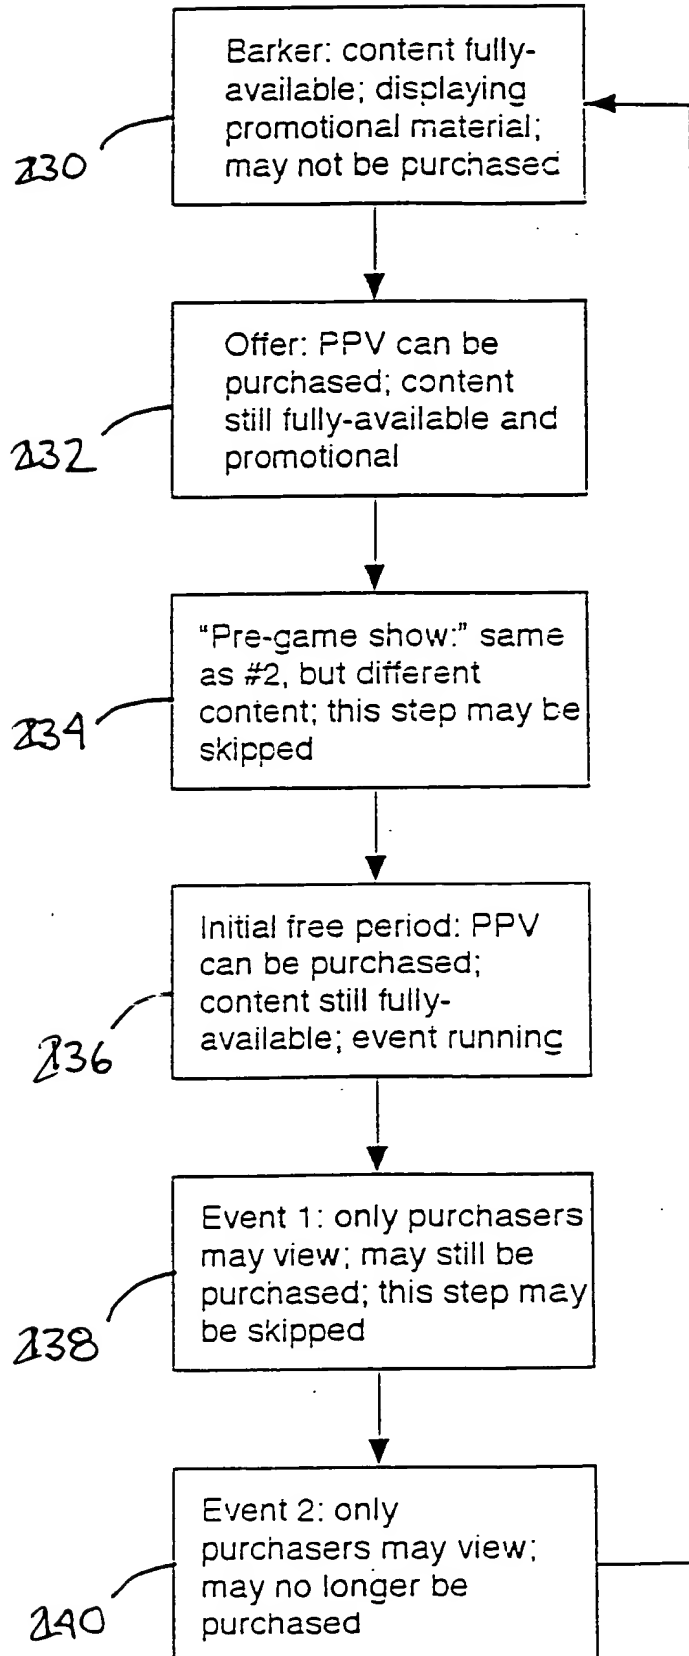 Barker: content fully-
available; displaying
promotional material;
may not be purchased
230
Offer: PPV can be
purchased; content
still fully-available and
promotional
232
“Pre-game show:” same
as #2, but different
content; this step may be
skipped
234
Initial free period: PPV
can be purchased;
content still fully-
available; event running
236
Event 1: only purchasers
may view; may still be
purchased; this step may
be skipped
238
Event 2: only
purchasers may view;
may no longer be
purchased
240